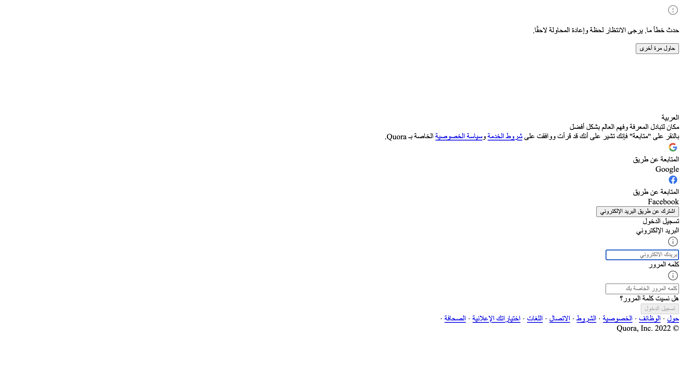 حدث خطأ ما. يرجى الانتظار لحظة وإعادة المحاولة لاحقًا.
حاول مرة أخرى
العربية
مكان لتبادل المعرفة وفهم العالم بشكل أفضل
بالنقر على "متابعة" فإنك تشير على أنك قد قرأت ووافقت على شروط الخدمة وسياسة الخصوصية الخاصة بـ Quora.
المتابعة عن طريق
Google
المتابعة عن طريق
Facebook
اشترك عن طريق البريد الإلكتروني
تسجيل الدخول
البريد الإلكتروني
بريدك الالكتروني
كلمه المرور
كلمه المرور الخاصة بك
هل نسيت كلمة المرور؟
تسجيل الدخول
حول · الوظائف · الخصوصية · الشروط · الاتصال · اللغات · اختياراتك الإعلانية · الصحافة ·
© Quora, Inc. 2022